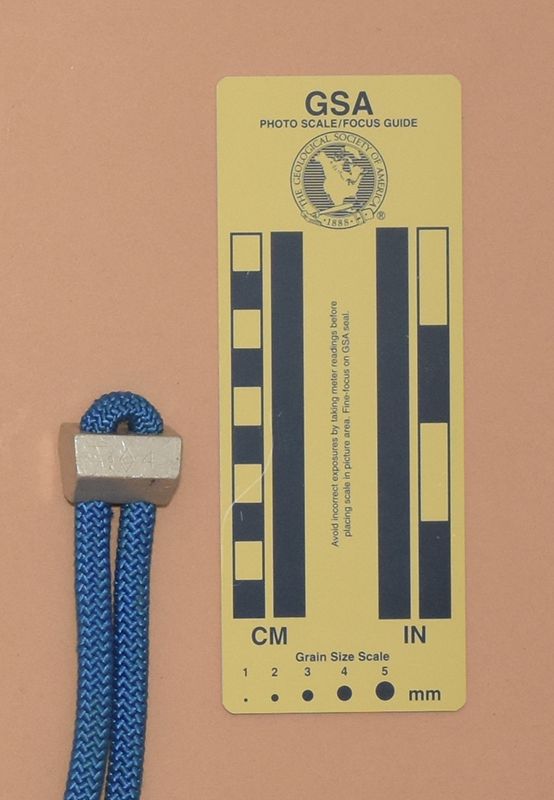 GSA
PHOTO SCALE/FOCUS GUIDE
THE GEOLOGICAL SOCIETY OF AMERICA
·1888·
®
Avoid incorrect exposures by taking meter readings before
placing scale in picture area. Fine-focus on GSA seal.
CM
IN
Grain Size Scale
1 2 3 4 5
mm